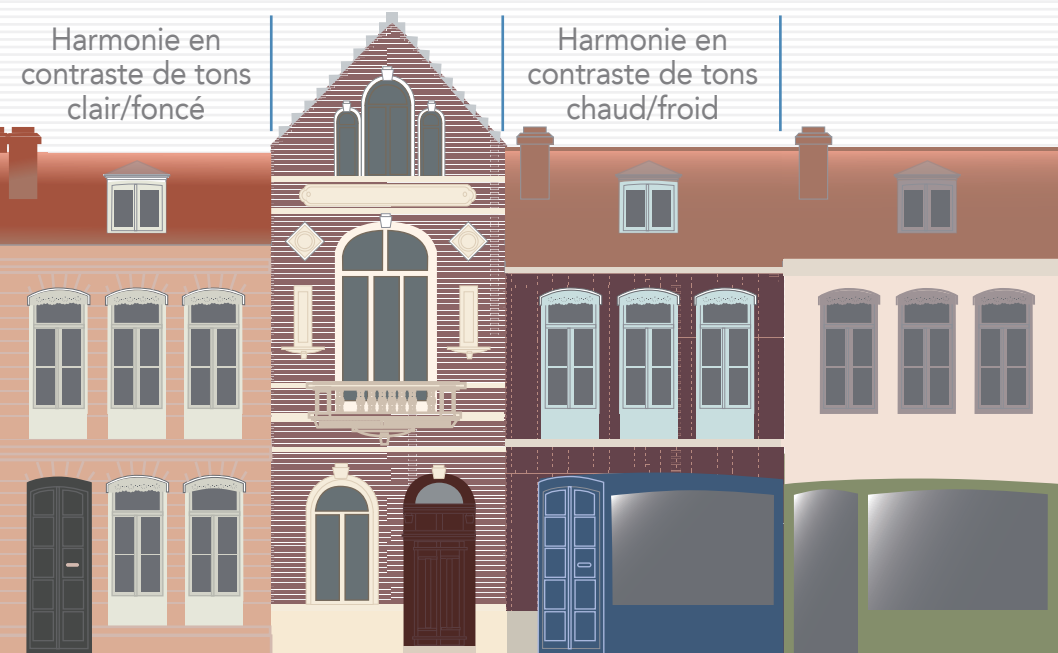 Harmonie en
contraste de tons
clair/foncé
Harmonie en
contraste de tons
chaud/froid